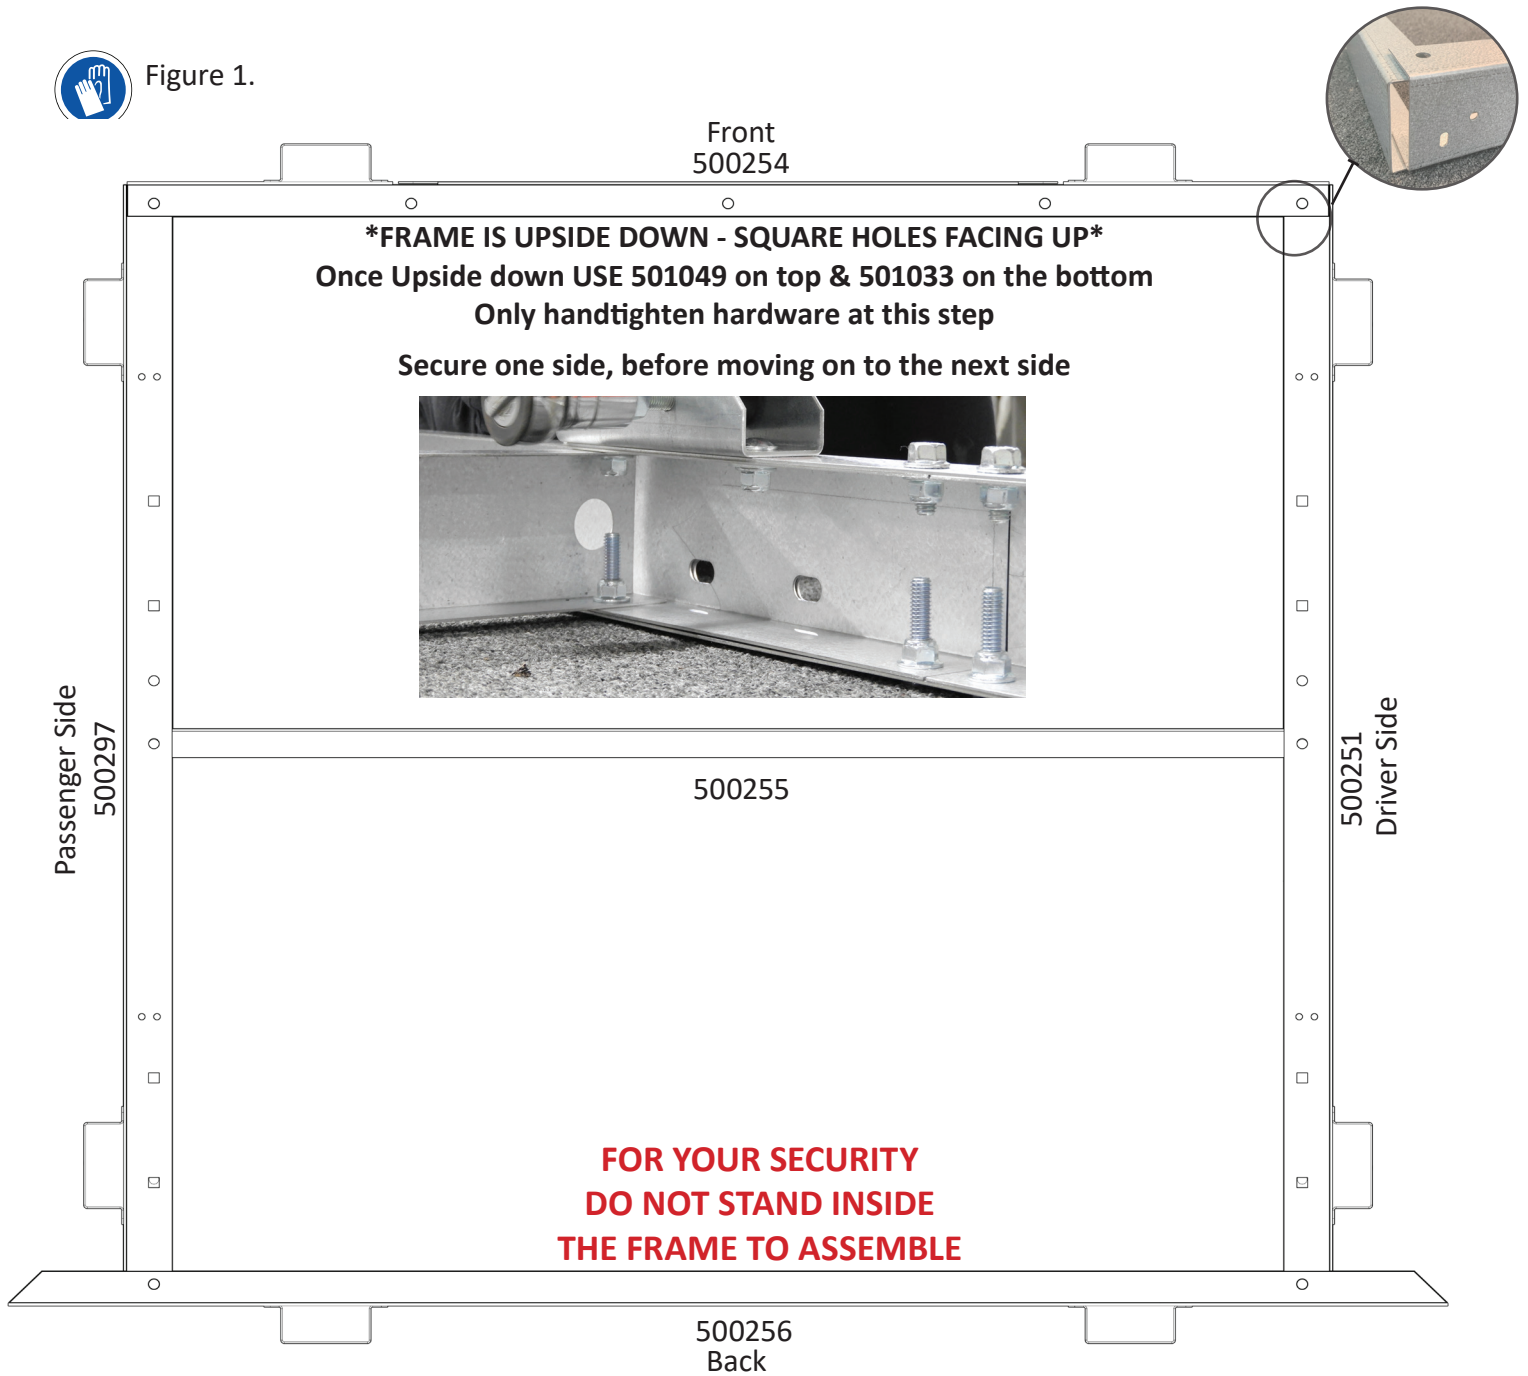 Figure 1.
Front
500254
*FRAME IS UPSIDE DOWN - SQUARE HOLES FACING UP*
Once Upside down USE 501049 on top & 501033 on the bottom
Only handtighten hardware at this step
Secure one side, before moving on to the next side
Passenger Side
500297
500255
500251
Driver Side
FOR YOUR SECURITY
DO NOT STAND INSIDE
THE FRAME TO ASSEMBLE
500256
Back